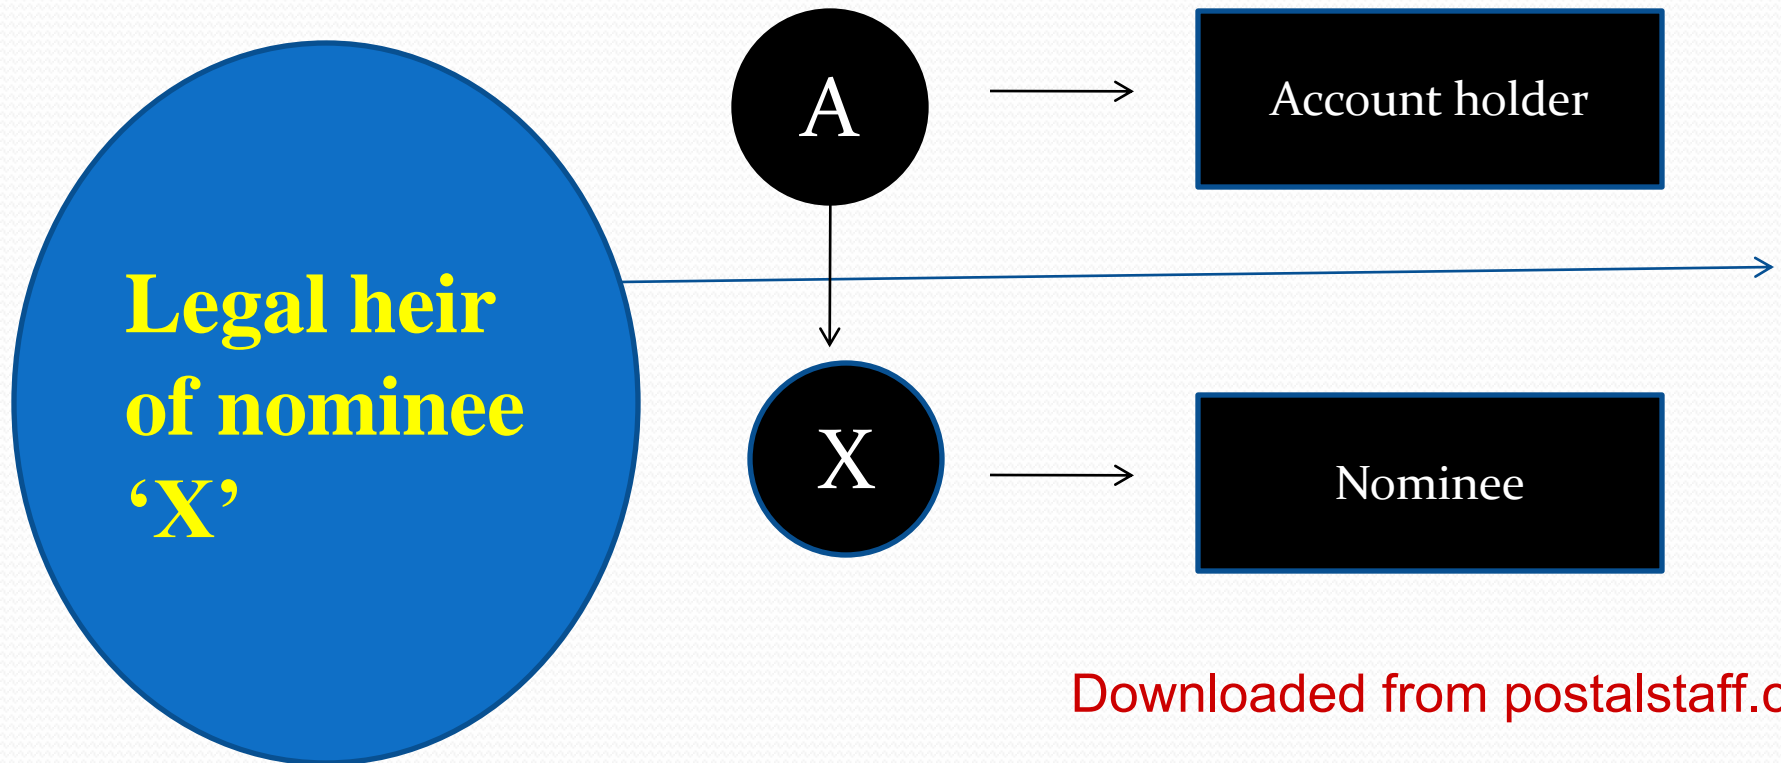 A
Account holder
Legal heir
of nominee
‘X’
X
Nominee
Downloaded from postalstaff.c